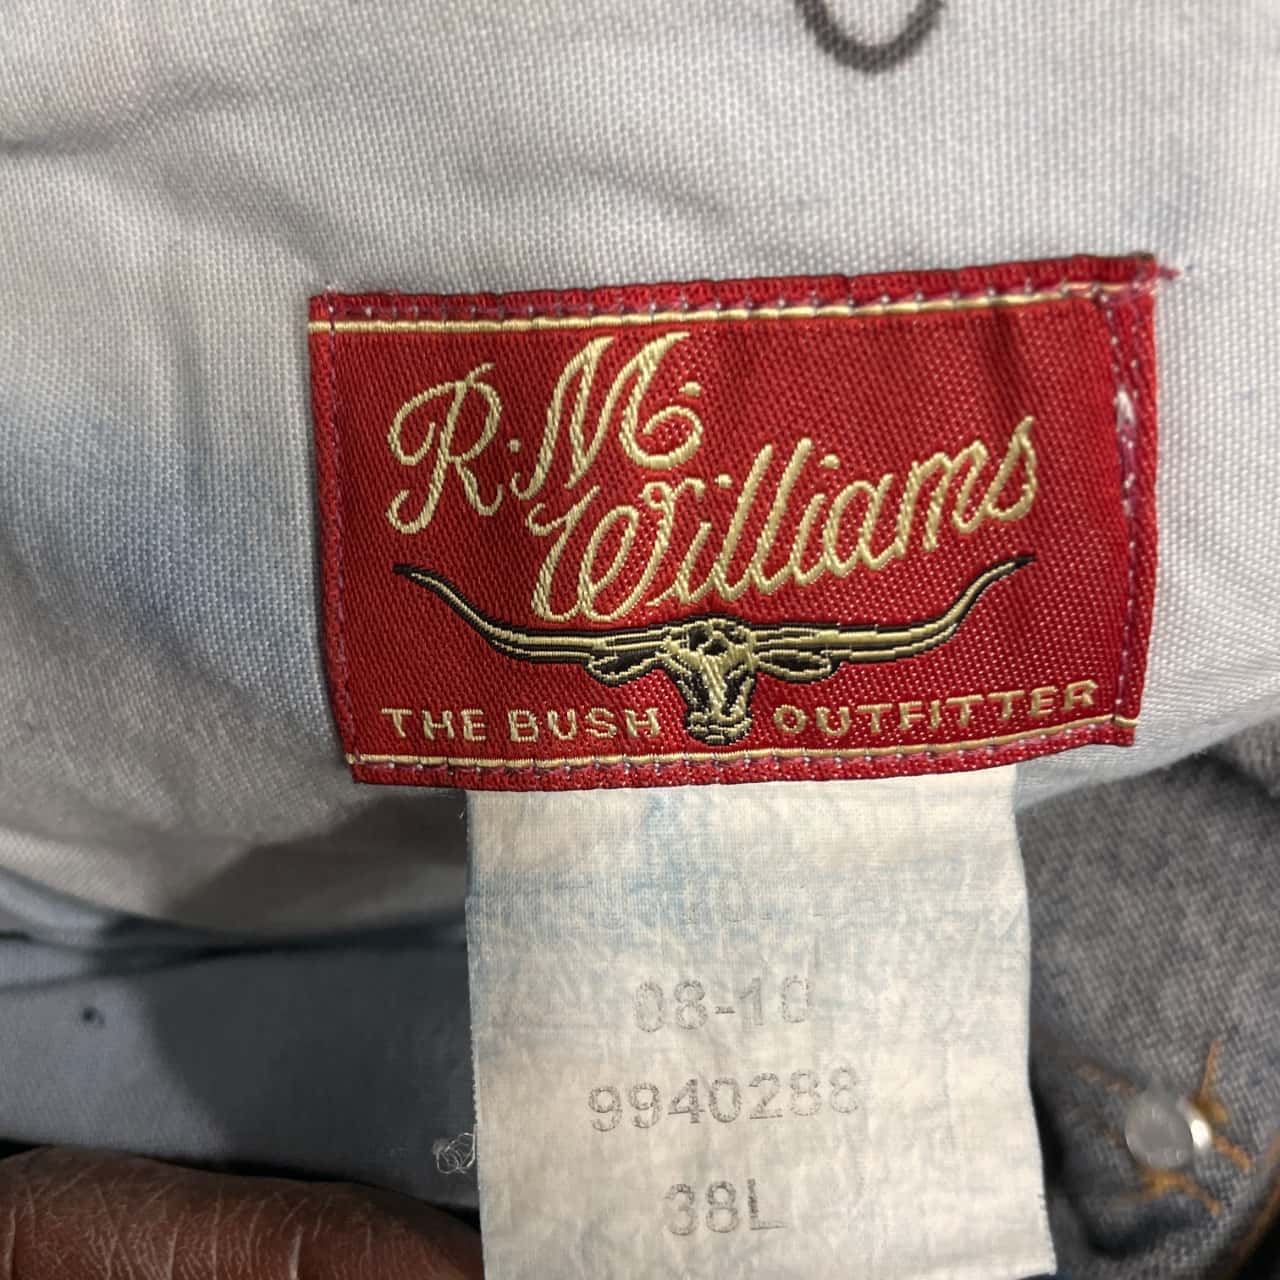 R.M.
Williams
THE BUSH OUTFITTER
08-10
9940288
38L